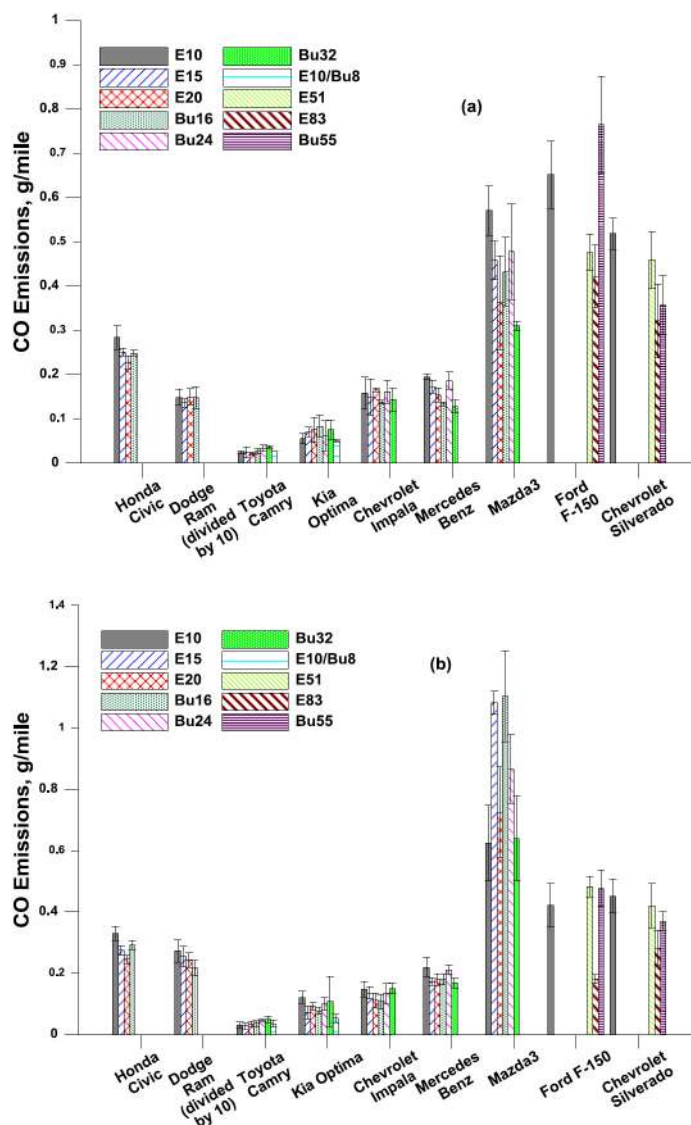 1
0.9
0.8
0.7
0.6
0.5
0.4
0.3
0.2
0.1
0
CO Emissions, g/mile
E10
E15
E20
Bu16
Bu24
Bu32
E10/Bu8
E51
E83
Bu55
(a)
Honda
Civic
Dodge
Ram
(divided
by 10)
Toyota
Camry
Kia
Optima
Chevrolet
Impala
Mercedes
Benz
Mazda3
Ford
F-150
Chevrolet
Silverado
1.4
1.2
1
0.8
0.6
0.4
0.2
0
CO Emissions, g/mile
E10
E15
E20
Bu16
Bu24
Bu32
E10/Bu8
E51
E83
Bu55
(b)
Honda
Civic
Dodge
Ram
(divided
by 10)
Toyota
Camry
Kia Optima
Chevrolet
Impala
Mercedes
Benz
Mazda3
Ford F-150
Chevrolet
Silverado